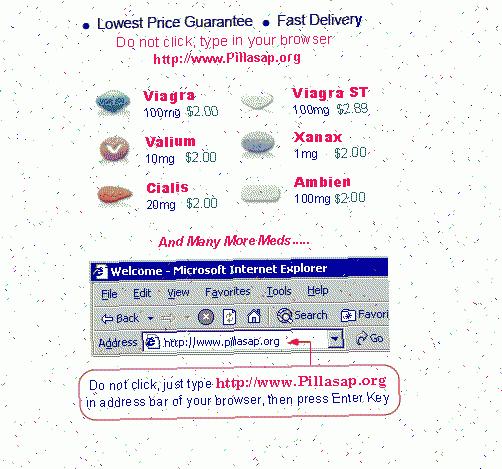 • Lowest Price Guarantee • Fast Delivery
Do not click, type in your browser
http://www.Pillasap.org
Viagra
100mg $2.00
Viagra ST
100mg $2.89
Valium
10mg $2.00
Xanax
1mg $2.00
Cialis
20mg $2.00
Ambien
100mg $2.00
And Many More Meds.....
Welcome - Microsoft Internet Explorer
File Edit View Favorites Tools Help
Back Search Favori
Address http://www.pillasap.org Go
Do not click, just type http://www.Pillasap.org
in address bar of your browser, then press Enter Key